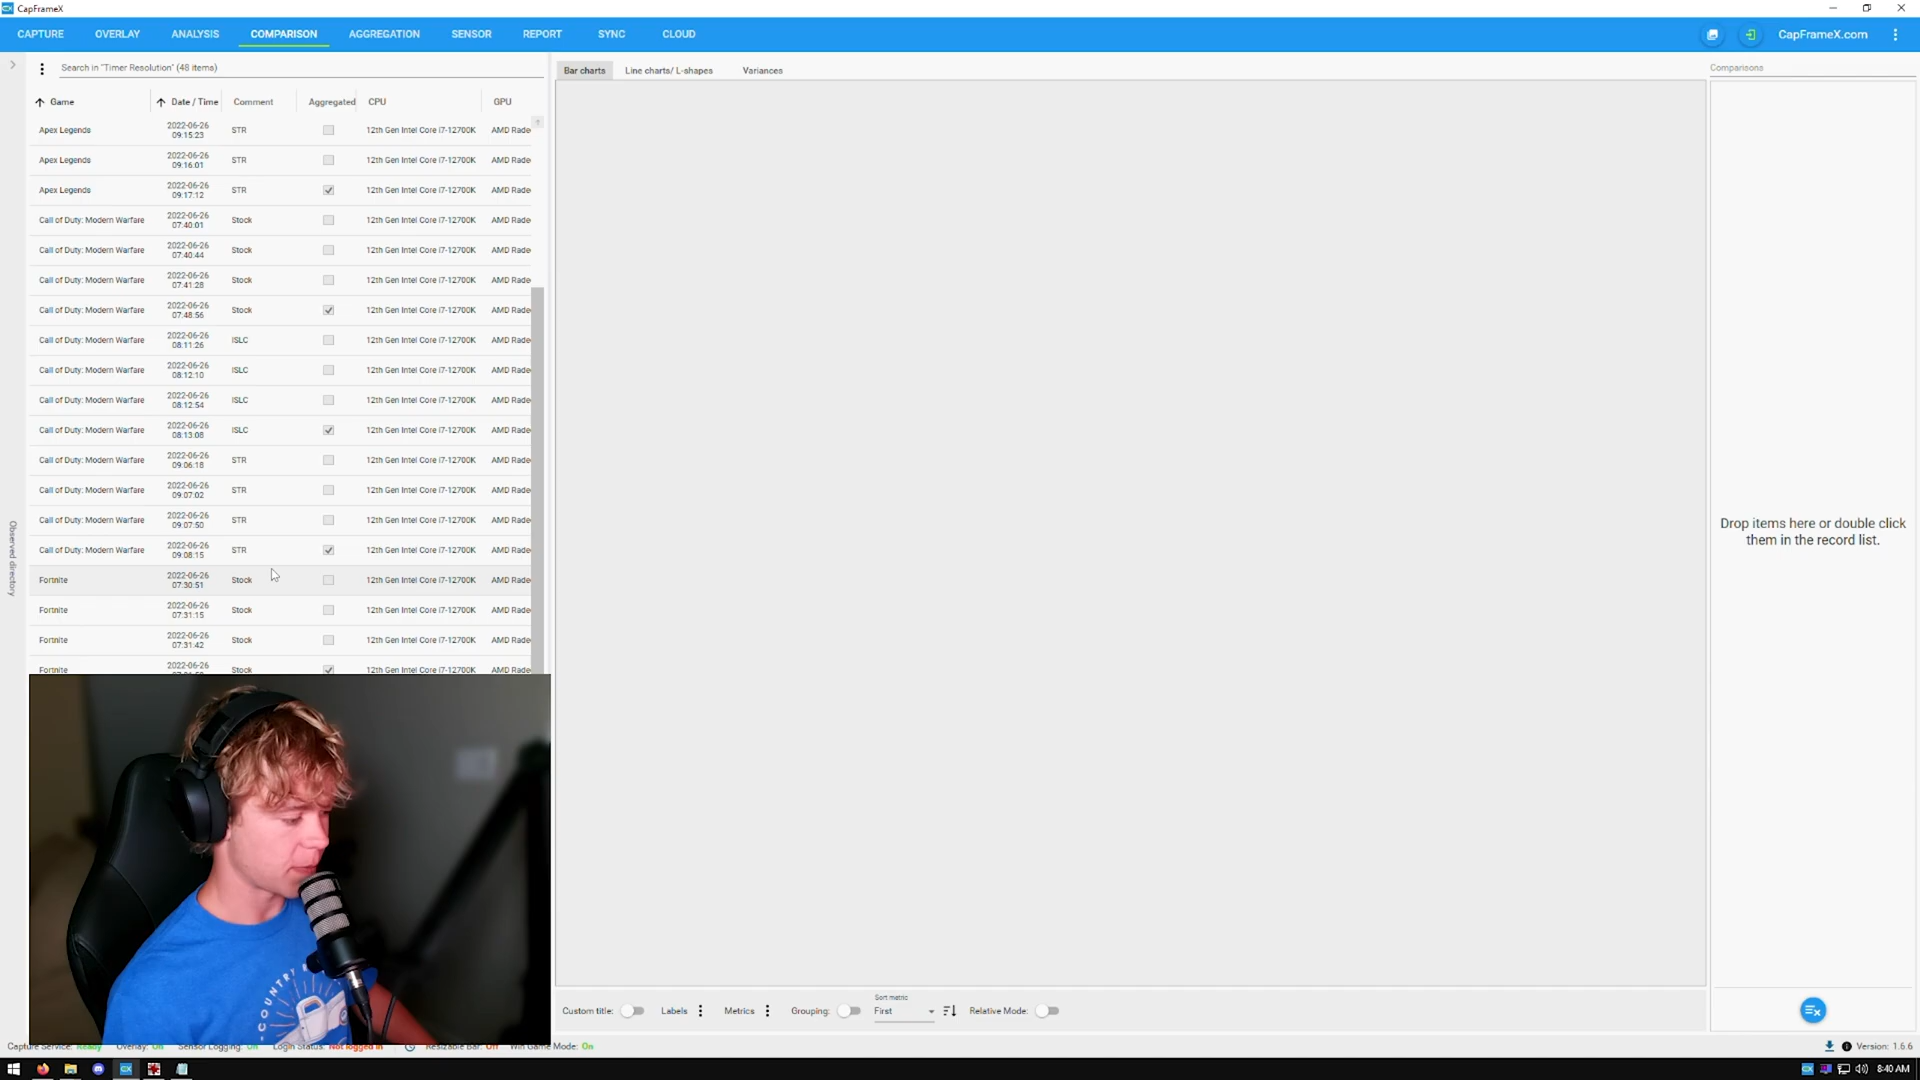 CapFrameX
CAPTURE OVERLAY ANALYSIS COMPARISON AGGREGATION SENSOR REPORT SYNC CLOUD CapFrameX.com
Search in "Timer Resolution" (48 items)
Bar charts Line charts/ L-shapes Variances
Comparisons
Game Date / Time Comment Aggregated CPU GPU
Apex Legends 2022-06-26 09:15:23 STR 12th Gen Intel Core i7-12700K AMD Rade
Apex Legends 2022-06-26 09:16:01 STR 12th Gen Intel Core i7-12700K AMD Rade
Apex Legends 2022-06-26 09:17:12 STR 12th Gen Intel Core i7-12700K AMD Rade
Call of Duty: Modern Warfare 2022-06-26 07:40:01 Stock 12th Gen Intel Core i7-12700K AMD Rade
Call of Duty: Modern Warfare 2022-06-26 07:40:44 Stock 12th Gen Intel Core i7-12700K AMD Rade
Call of Duty: Modern Warfare 2022-06-26 07:41:28 Stock 12th Gen Intel Core i7-12700K AMD Rade
Call of Duty: Modern Warfare 2022-06-26 07:48:56 Stock 12th Gen Intel Core i7-12700K AMD Rade
Call of Duty: Modern Warfare 2022-06-26 08:11:26 ISLC 12th Gen Intel Core i7-12700K AMD Rade
Call of Duty: Modern Warfare 2022-06-26 08:12:10 ISLC 12th Gen Intel Core i7-12700K AMD Rade
Call of Duty: Modern Warfare 2022-06-26 08:12:54 ISLC 12th Gen Intel Core i7-12700K AMD Rade
Call of Duty: Modern Warfare 2022-06-26 08:13:08 ISLC 12th Gen Intel Core i7-12700K AMD Rade
Call of Duty: Modern Warfare 2022-06-26 09:06:18 STR 12th Gen Intel Core i7-12700K AMD Rade
Call of Duty: Modern Warfare 2022-06-26 09:07:02 STR 12th Gen Intel Core i7-12700K AMD Rade
Call of Duty: Modern Warfare 2022-06-26 09:07:50 STR 12th Gen Intel Core i7-12700K AMD Rade
Call of Duty: Modern Warfare 2022-06-26 09:08:15 STR 12th Gen Intel Core i7-12700K AMD Rade
Fortnite 2022-06-26 07:30:51 Stock 12th Gen Intel Core i7-12700K AMD Rade
Fortnite 2022-06-26 07:31:15 Stock 12th Gen Intel Core i7-12700K AMD Rade
Fortnite 2022-06-26 07:31:42 Stock 12th Gen Intel Core i7-12700K AMD Rade
Fortnite 2022-06-26 Stock 12th Gen Intel Core i7-12700K AMD Rade
Observed directory
Drop items here or double click
them in the record list.
COUNTRY
Custom title: Labels Metrics Grouping: Sort metric First Relative Mode:
Capture Service: Ready Overlay: On Sensor Logging: On Login Status: Not logged in Resizable Bar: Off Win Game Mode: On Version: 1.6.6
8:40 AM